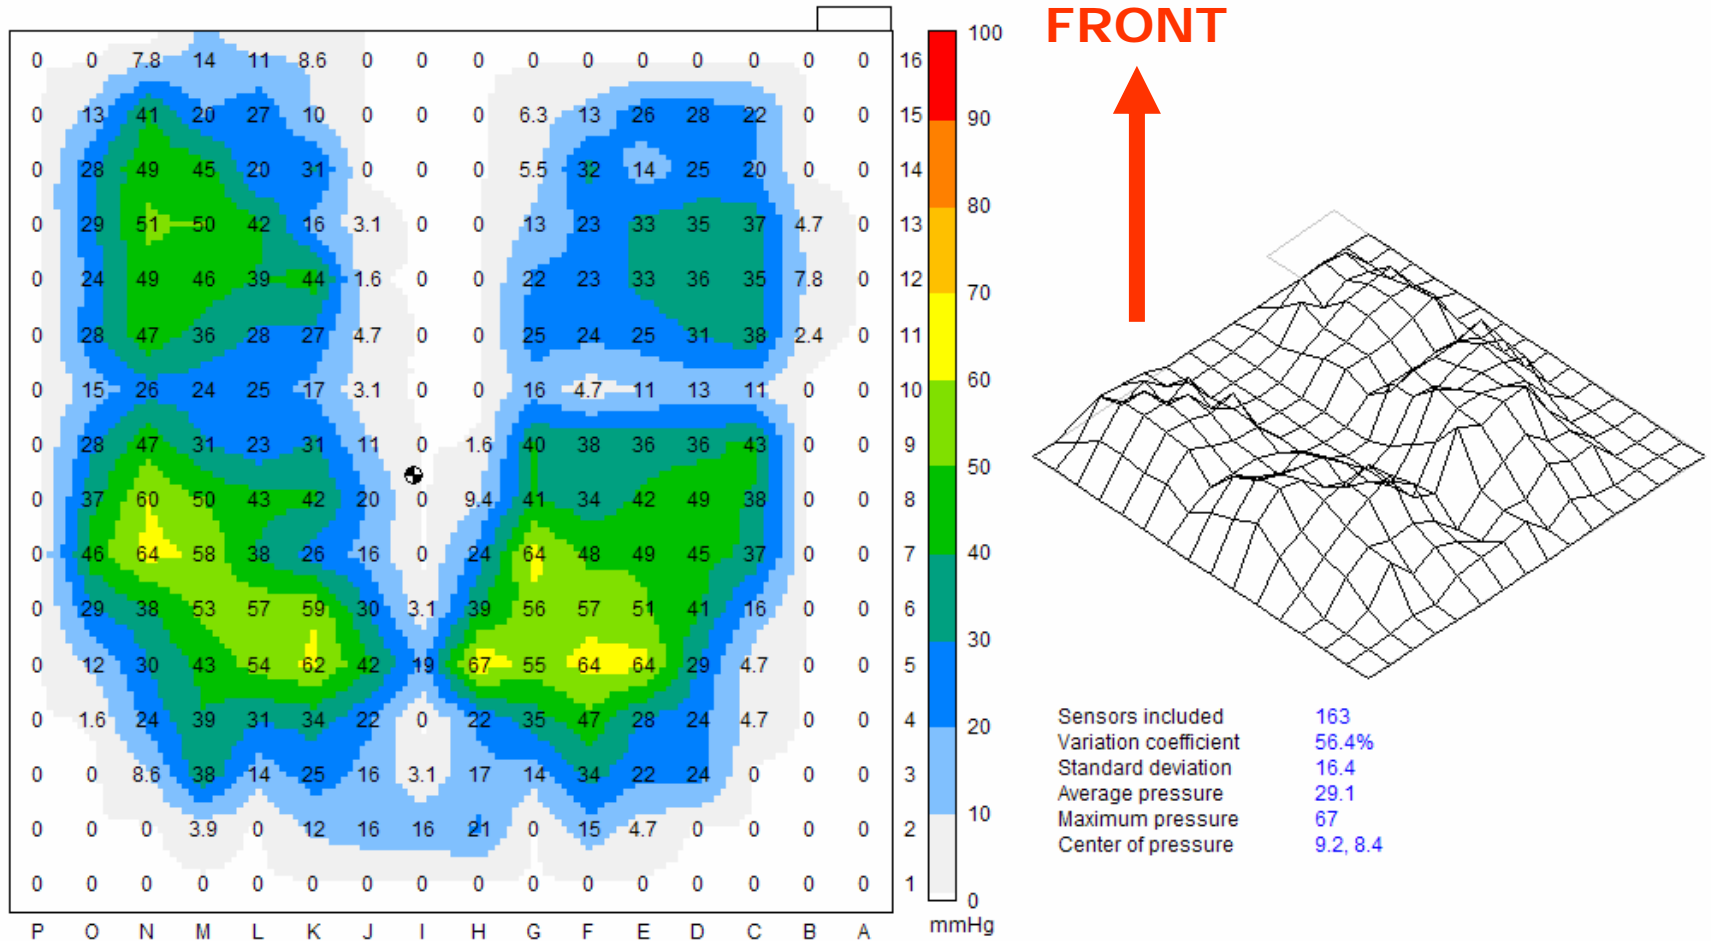 FRONT
0 0 7.8 14 11 8.6 0 0 0 0 0 0 0 0 0 0 16
0 13 41 20 27 10 0 0 0 6.3 13 26 28 22 0 0 15
0 28 49 45 20 31 0 0 0 5.5 32 14 25 20 0 0 14
0 29 51 50 42 16 3.1 0 0 13 23 33 35 37 4.7 0 13
0 24 49 46 39 44 1.6 0 0 22 23 33 36 35 7.8 0 12
0 28 47 36 28 27 4.7 0 0 25 24 25 31 38 2.4 0 11
0 15 26 24 25 17 3.1 0 0 16 4.7 11 13 11 0 0 10
0 28 47 31 23 31 11 0 1.6 40 38 36 36 43 0 0 9
0 37 60 50 43 42 20 0 9.4 41 34 42 49 38 0 0 8
0 46 64 58 38 26 16 0 24 64 48 49 45 37 0 0 7
0 29 38 53 57 59 30 3.1 39 56 57 51 41 16 0 0 6
0 12 30 43 54 62 42 19 67 55 64 64 29 4.7 0 0 5
0 1.6 24 39 31 34 22 0 22 35 47 28 24 4.7 0 0 4
0 0 8.6 38 14 25 16 3.1 17 14 34 22 24 0 0 0 3
0 0 0 3.9 0 12 16 16 21 0 15 4.7 0 0 0 0 2
0 0 0 0 0 0 0 0 0 0 0 0 0 0 0 0 1
P O N M L K J I H G F E D C B A
100
90
80
70
60
50
40
30
20
10
0
mmHg
Sensors included 163
Variation coefficient 56.4%
Standard deviation 16.4
Average pressure 29.1
Maximum pressure 67
Center of pressure 9.2, 8.4